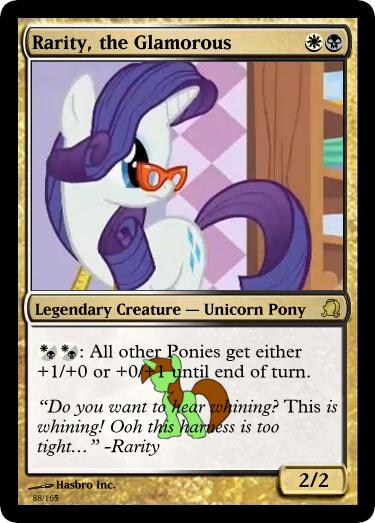 Rarity, the Glamorous
Legendary Creature — Unicorn Pony
: All other Ponies get either
+1/+0 or +0/+1 until end of turn.
“Do you want to hear whining? This is
whining! Ooh this harness is too
tight…” -Rarity
2/2
Hasbro Inc.
88/165